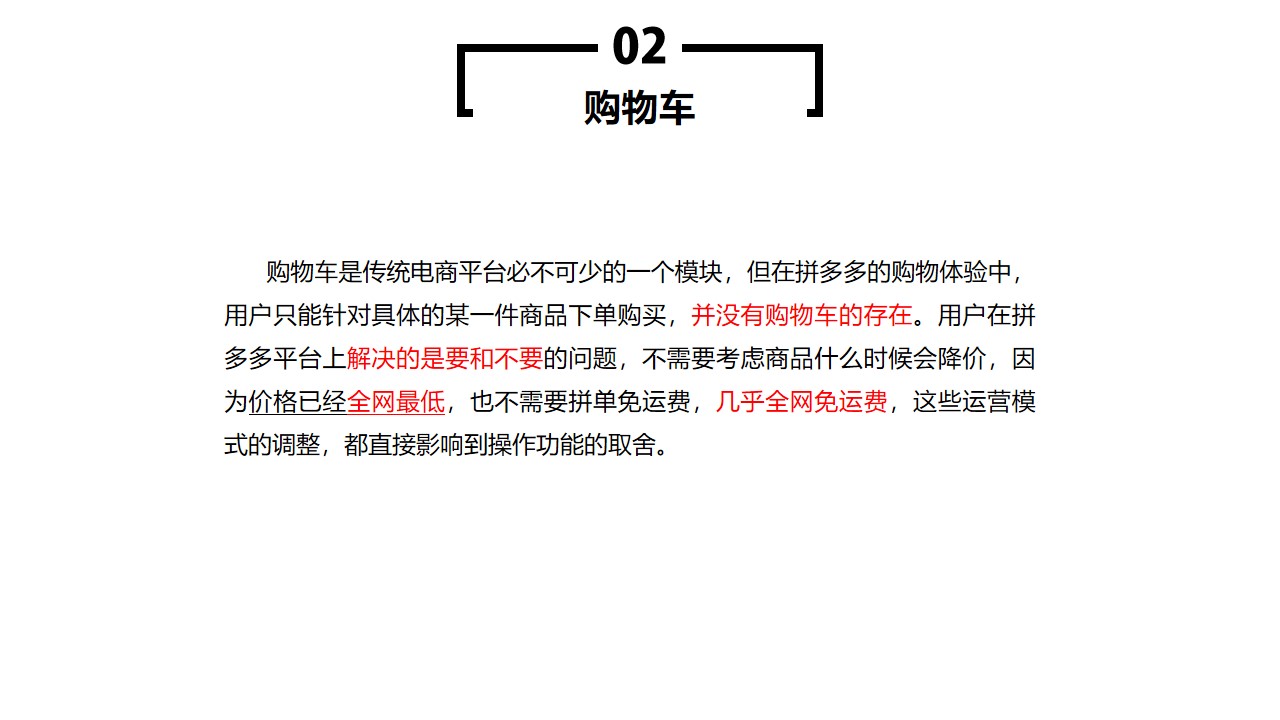 02
购物车
购物车是传统电商平台必不可少的一个模块，但在拼多多的购物体验中，
用户只能针对具体的某一件商品下单购买，并没有购物车的存在。用户在拼
多多平台上解决的是要和不要的问题，不需要考虑商品什么时候会降价，因
为价格已经全网最低，也不需要拼单免运费，几乎全网免运费，这些运营模
式的调整，都直接影响到操作功能的取舍。